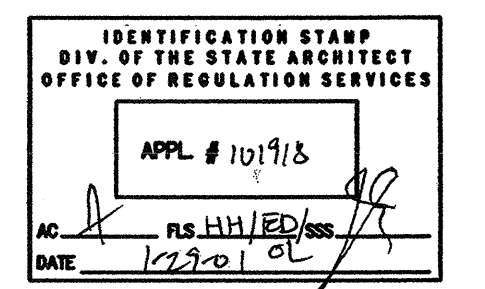 IDENTIFICATION STAMP
DIV. OF THE STATE ARCHITECT
OFFICE OF REGULATION SERVICES
APPL. # 101918
AC A FLS HH/ED/OL SSS
DATE 1-29-01